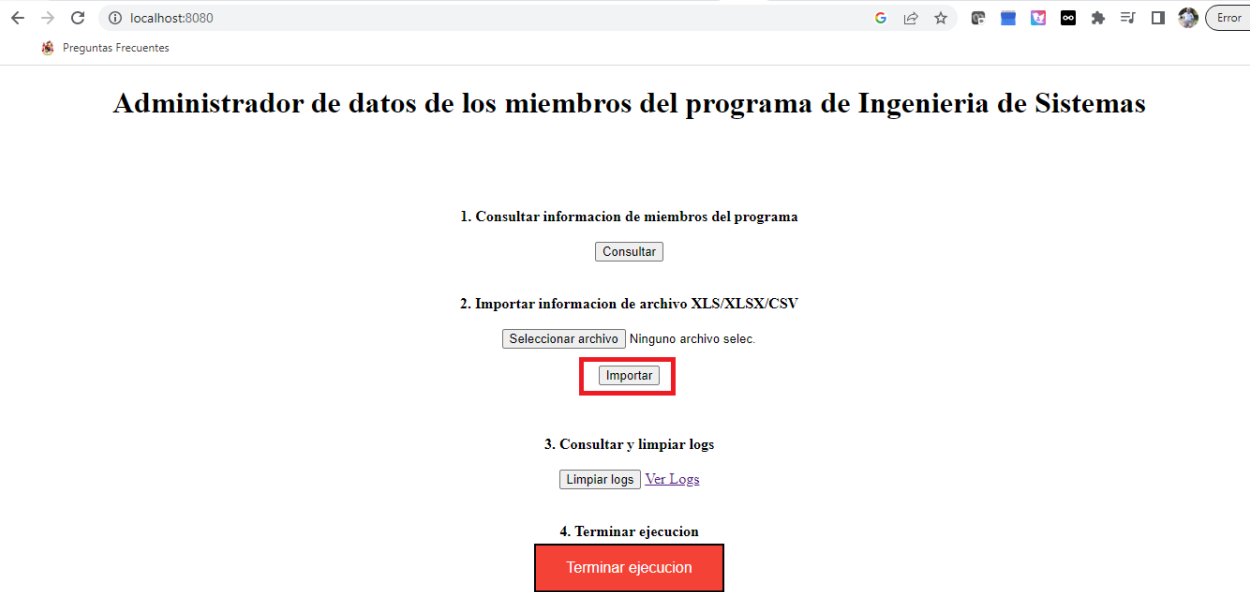 localhost:8080
Error
Preguntas Frecuentes
Administrador de datos de los miembros del programa de Ingenieria de Sistemas
1. Consultar informacion de miembros del programa
Consultar
2. Importar informacion de archivo XLS/XLSX/CSV
Seleccionar archivo Ninguno archivo selec.
Importar
3. Consultar y limpiar logs
Limpiar logs Ver Logs
4. Terminar ejecucion
Terminar ejecucion